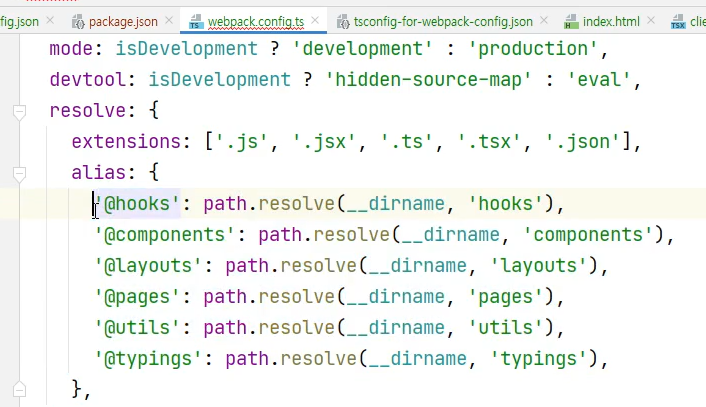 fig.json package.json webpack.config.ts tsconfig-for-webpack-config.json index.html clie
mode: isDevelopment ? 'development' : 'production',
devtool: isDevelopment ? 'hidden-source-map' : 'eval',
resolve: {
extensions: ['.js', '.jsx', '.ts', '.tsx', '.json'],
alias: {
'@hooks': path.resolve(__dirname, 'hooks'),
'@components': path.resolve(__dirname, 'components'),
'@layouts': path.resolve(__dirname, 'layouts'),
'@pages': path.resolve(__dirname, 'pages'),
'@utils': path.resolve(__dirname, 'utils'),
'@typings': path.resolve(__dirname, 'typings'),
},